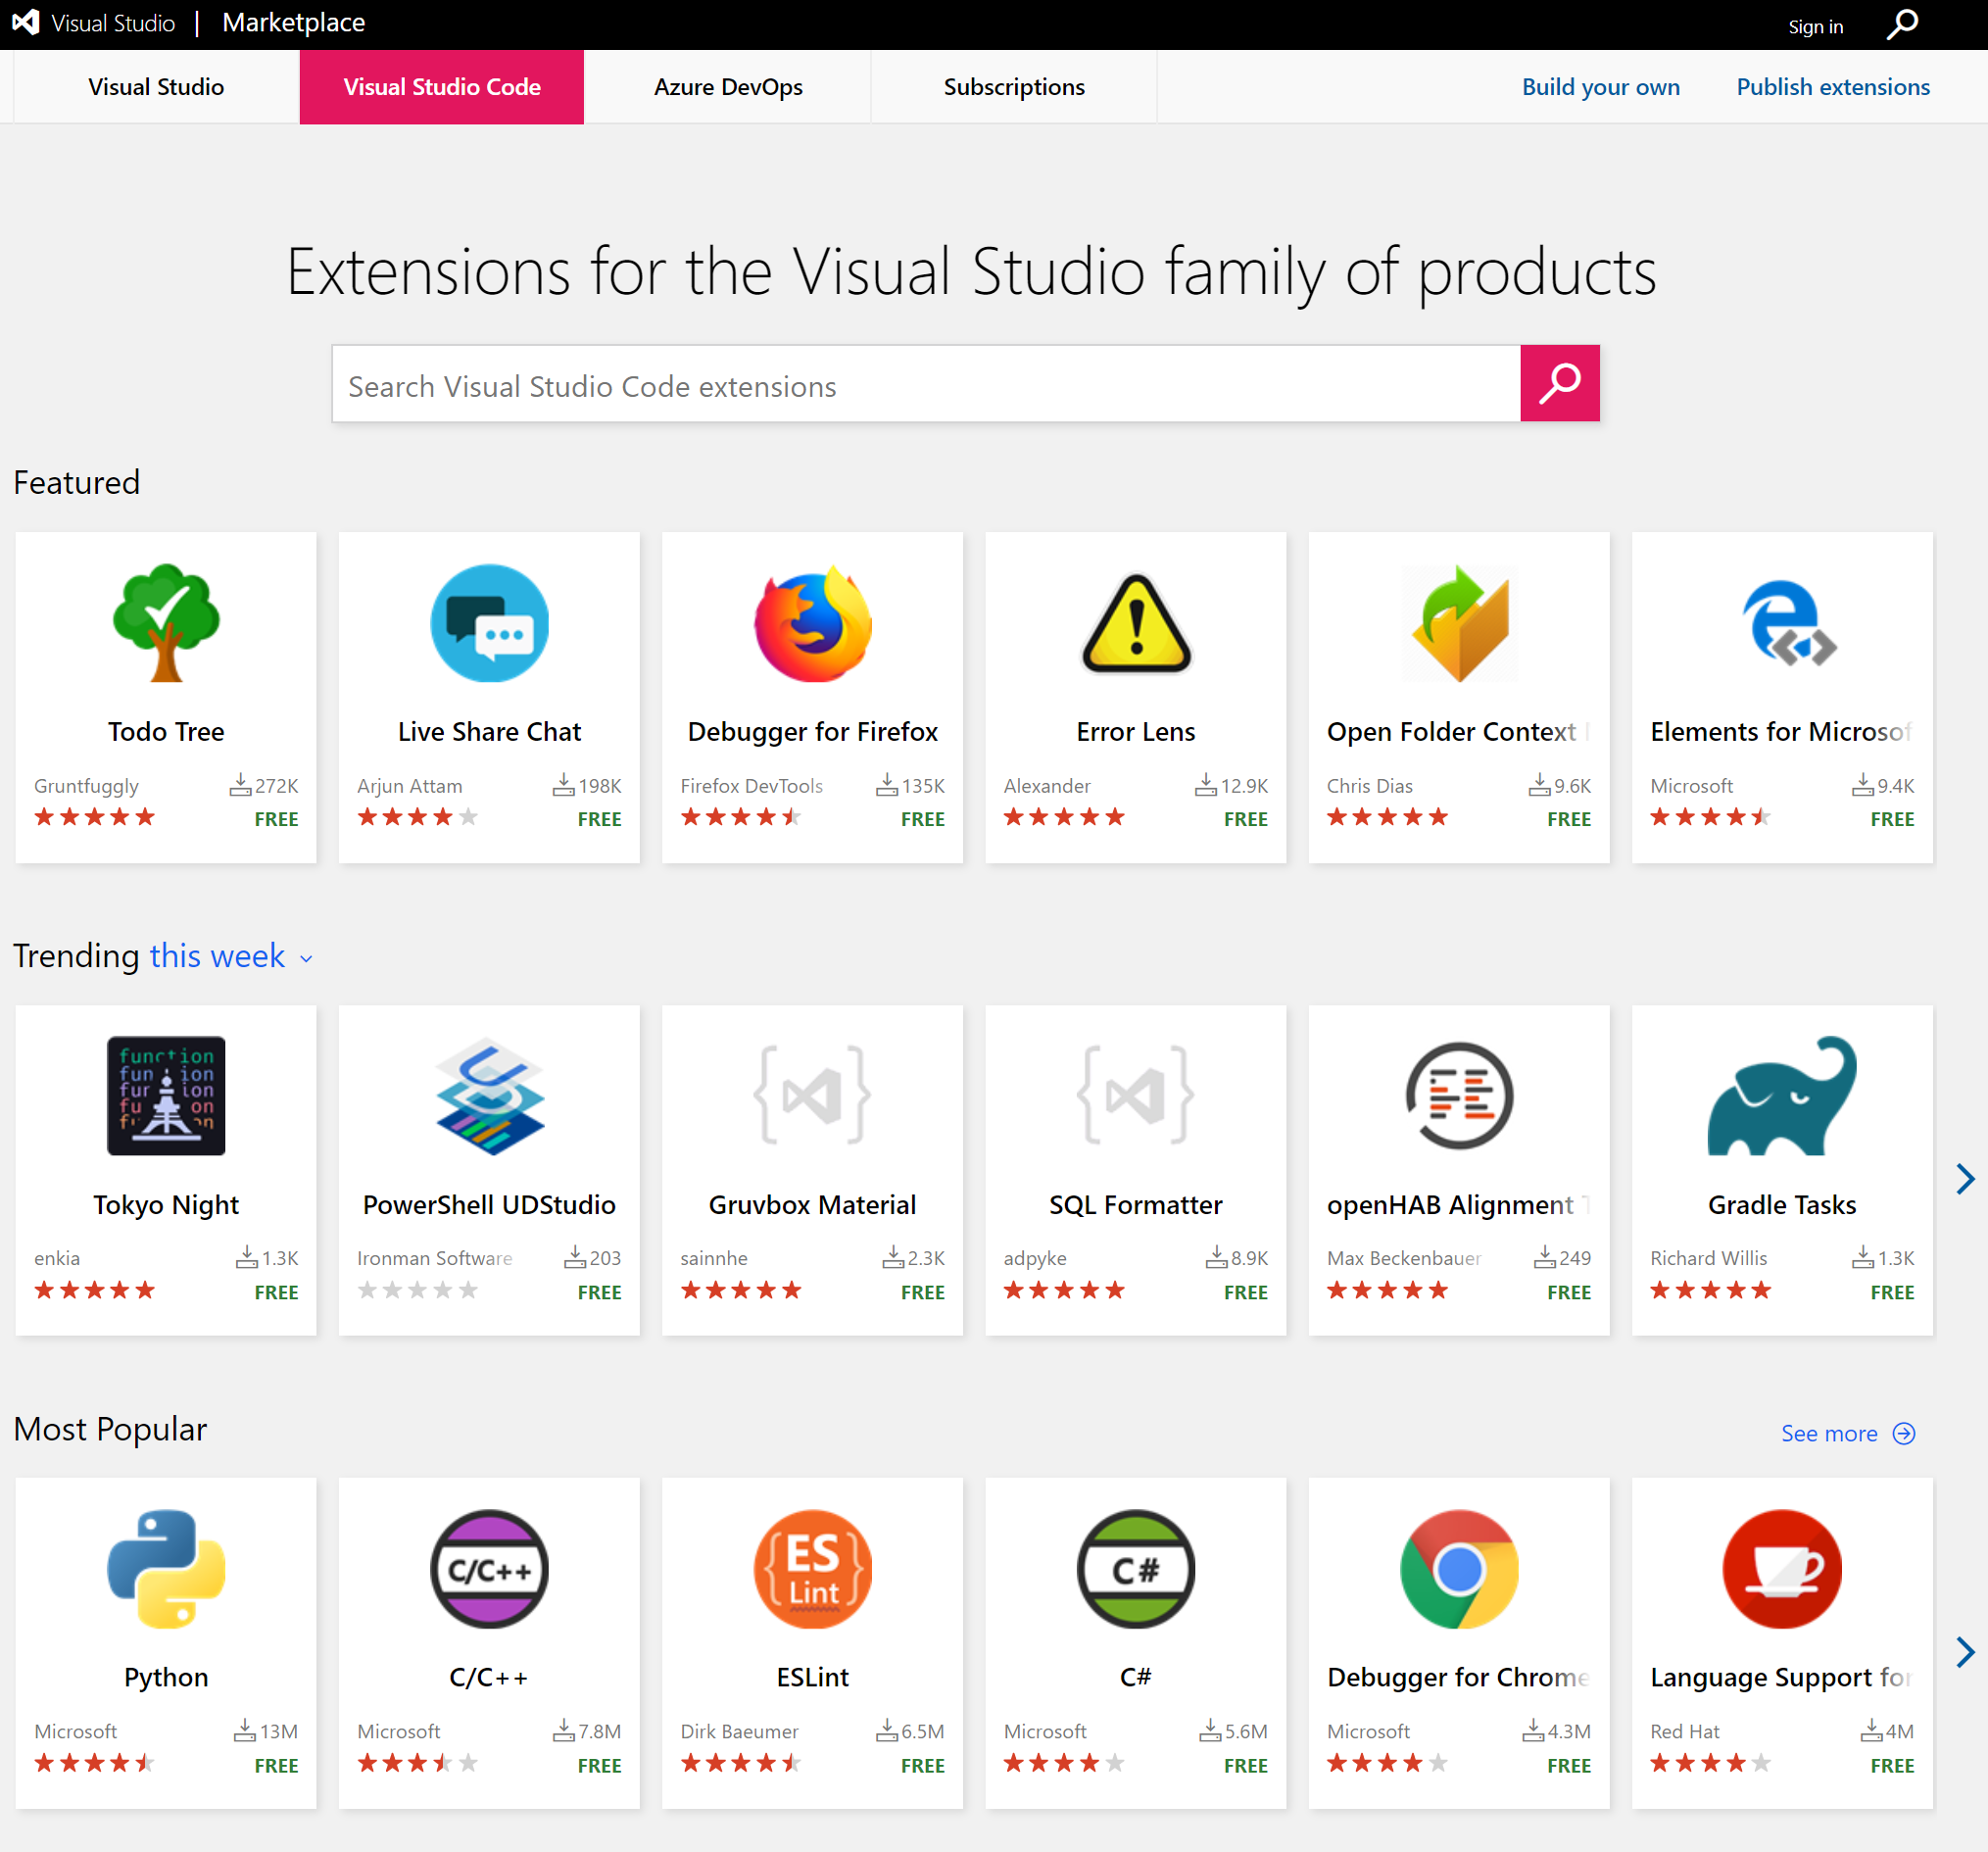 Visual Studio | Marketplace
Sign in
Visual Studio
Visual Studio Code
Azure DevOps
Subscriptions
Build your own
Publish extensions
Extensions for the Visual Studio family of products
Search Visual Studio Code extensions
Featured
Todo Tree
Gruntfuggly
272K
FREE
Live Share Chat
Arjun Attam
198K
FREE
Debugger for Firefox
Firefox DevTools
135K
FREE
Error Lens
Alexander
12.9K
FREE
Open Folder Context
Chris Dias
9.6K
FREE
Elements for Microsof
Microsoft
9.4K
FREE
Trending this week
function
Tokyo Night
enkia
1.3K
FREE
PowerShell UDStudio
Ironman Software
203
FREE
Gruvbox Material
sainnhe
2.3K
FREE
SQL Formatter
adpyke
8.9K
FREE
openHAB Alignment T
Max Beckenbauer
249
FREE
Gradle Tasks
Richard Willis
1.3K
FREE
Most Popular
See more
Python
Microsoft
13M
FREE
C/C++
C/C++
Microsoft
7.8M
FREE
ES
Lint
ESLint
Dirk Baeumer
6.5M
FREE
C#
C#
Microsoft
5.6M
FREE
Debugger for Chrome
Microsoft
4.3M
FREE
Language Support for
Red Hat
4M
FREE